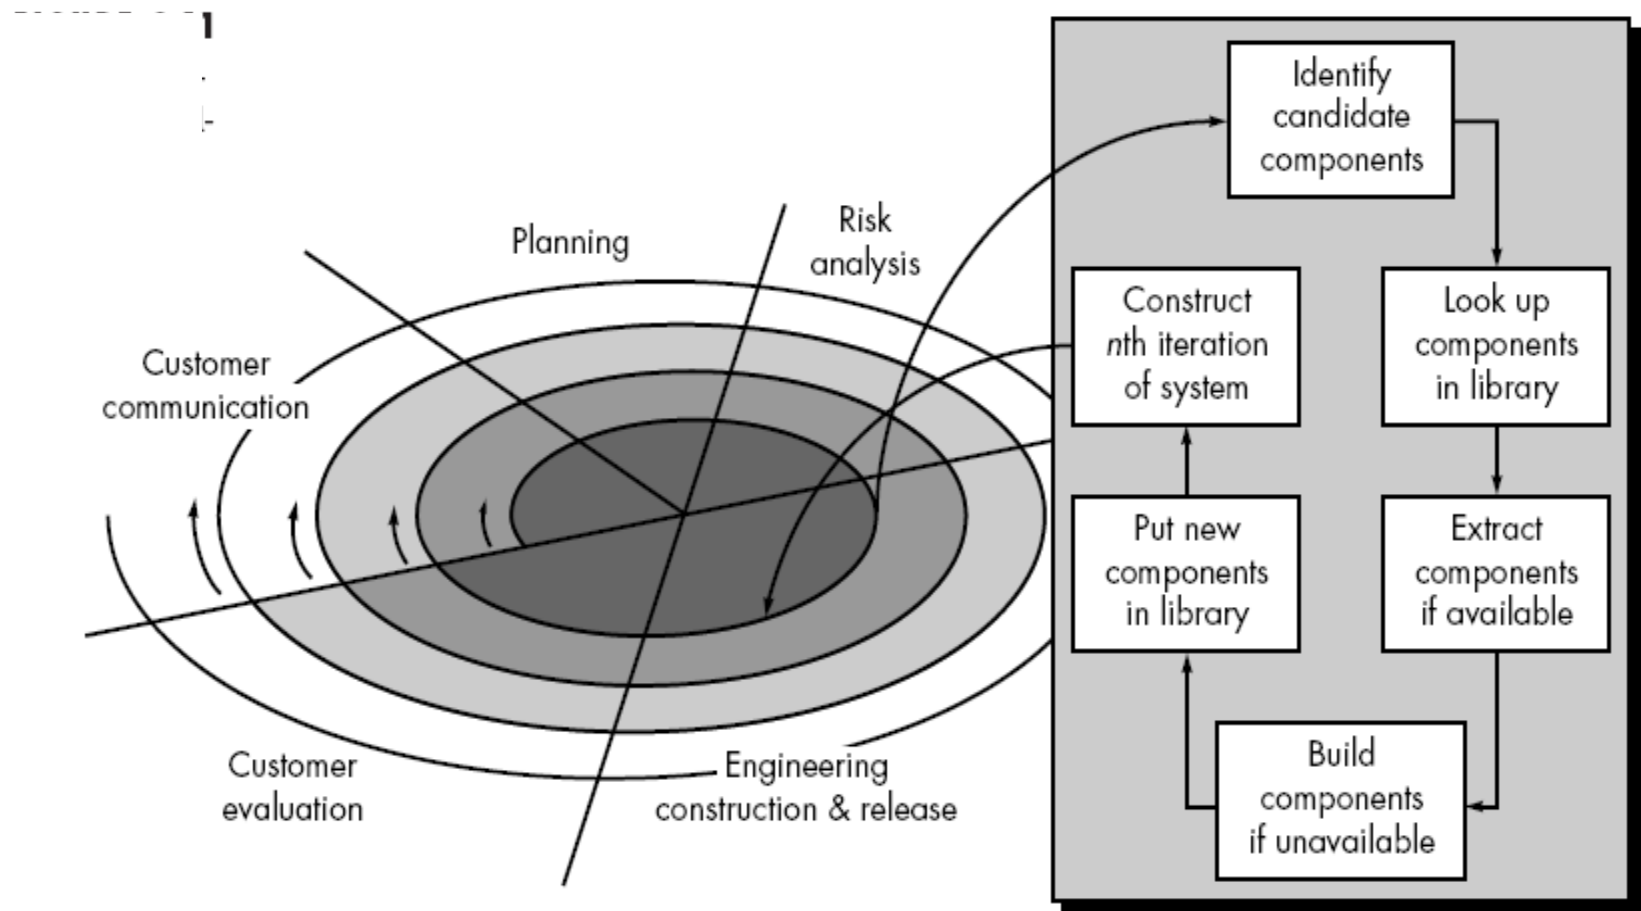 Identify
candidate
components
Risk
analysis
Planning
Construct
nth iteration
of system
Look up
components
in library
Customer
communication
Put new
components
in library
Extract
components
if available
Build
components
if unavailable
Customer
evaluation
Engineering
construction & release